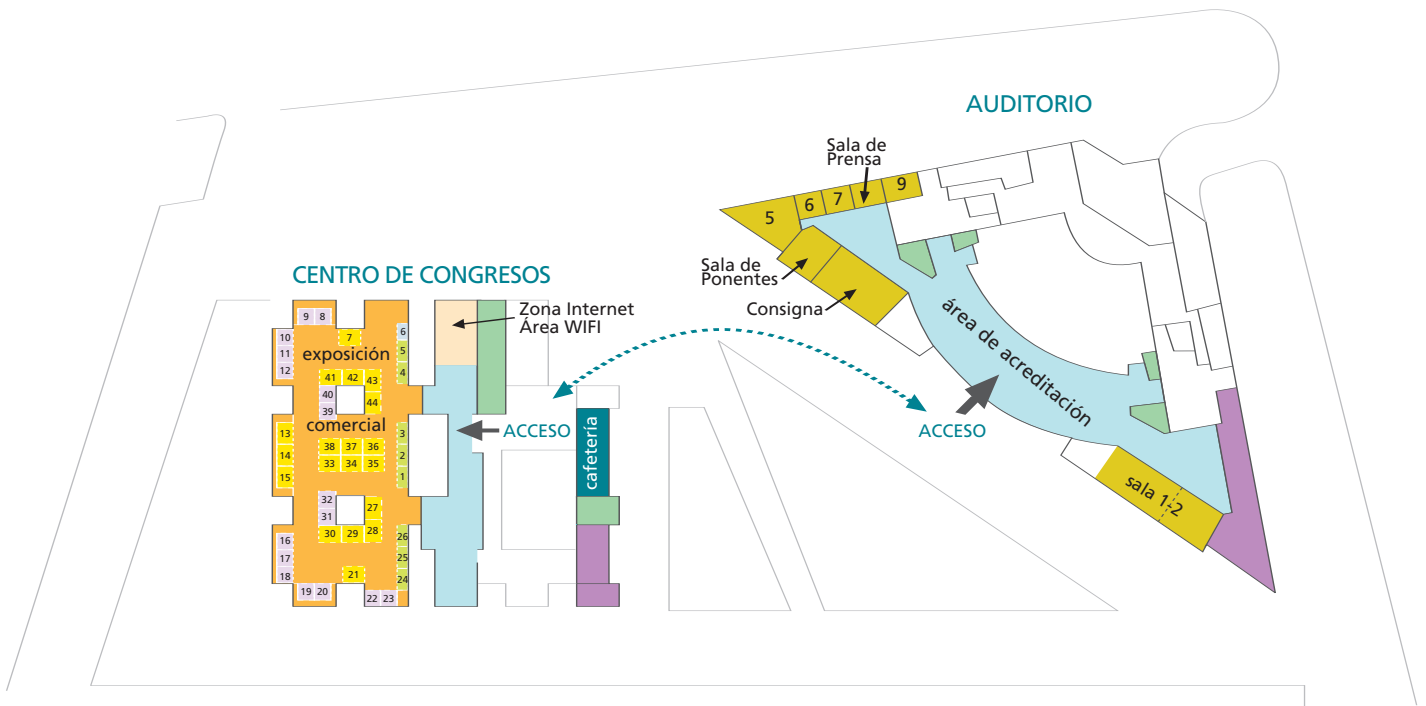 AUDITORIO
Sala de
Prensa
9
7
6
5
Sala de
Ponentes
Consigna
área de acreditación
ACCESO
sala 1-2
CENTRO DE CONGRESOS
Zona Internet
Área WIFI
9 8
10
7
6
11
exposición
5
12
4
41 42 43
40
44
39
comercial
13
3
38 37 36
14
2
33 34 35
15
1
ACCESO
cafetería
32
27
31
30 29 28
16
26
17
25
18
21
24
19 20
22 23